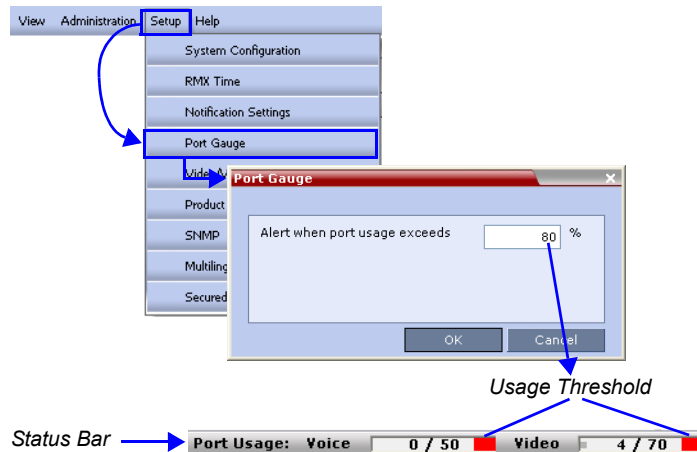 View Administration Setup Help
System Configuration
RMX Time
Notification Settings
Port Gauge
Port Gauge
Product
SNMP
Secured
Alert when port usage exceeds 80 %
OK Cancel
Usage Threshold
Status Bar
Port Usage: Voice 0 / 50 Video 4 / 70